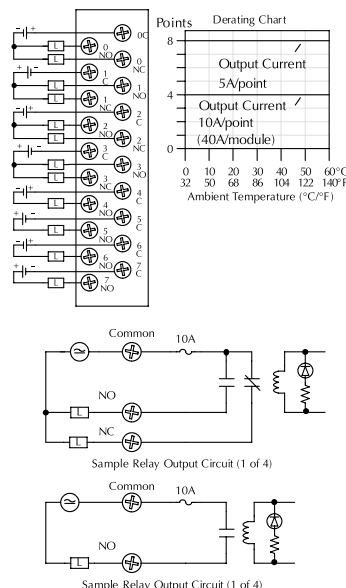 Points Derating Chart
8
4
0
Output Current
5A/point
Output Current
10A/point
(40A/module)
0 10 20 30 40 50 60°C
32 50 68 86 104 122 140°F
Ambient Temperature (°C/°F)
- + 0C
L 0 NO
L 0 NC
+ - 1 C
L 1 NO
L 1 NC
- + 2 C
L 2 NO
L 2 NC
+ - 3 C
L 3 NO
L 3 NC
- + 4 C
L 4 NO
+ - 5 C
L 5 NO
- + 6 C
L 6 NO
+ - 7 C
L 7 NO
Common 10A
NO
L
NC
L
Sample Relay Output Circuit (1 of 4)
Common 10A
NO
L
Sample Relay Output Circuit (1 of 4)